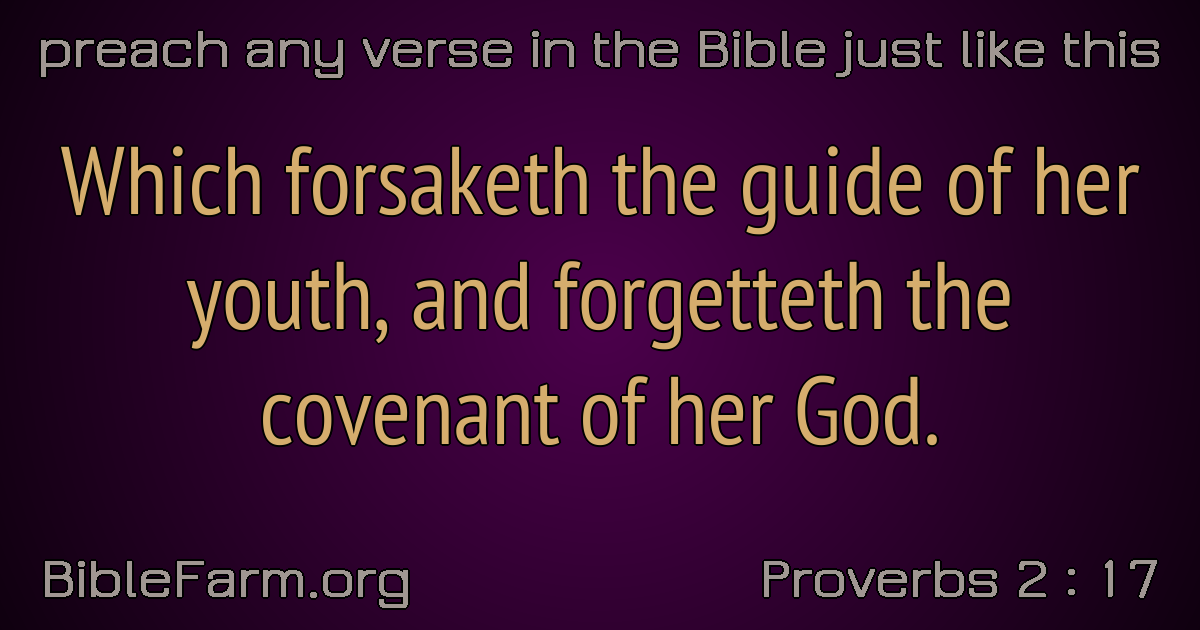 preach any verse in the Bible just like this
Which forsaketh the guide of her
youth, and forgetteth the
covenant of her God.
BibleFarm.org
Proverbs 2 : 17